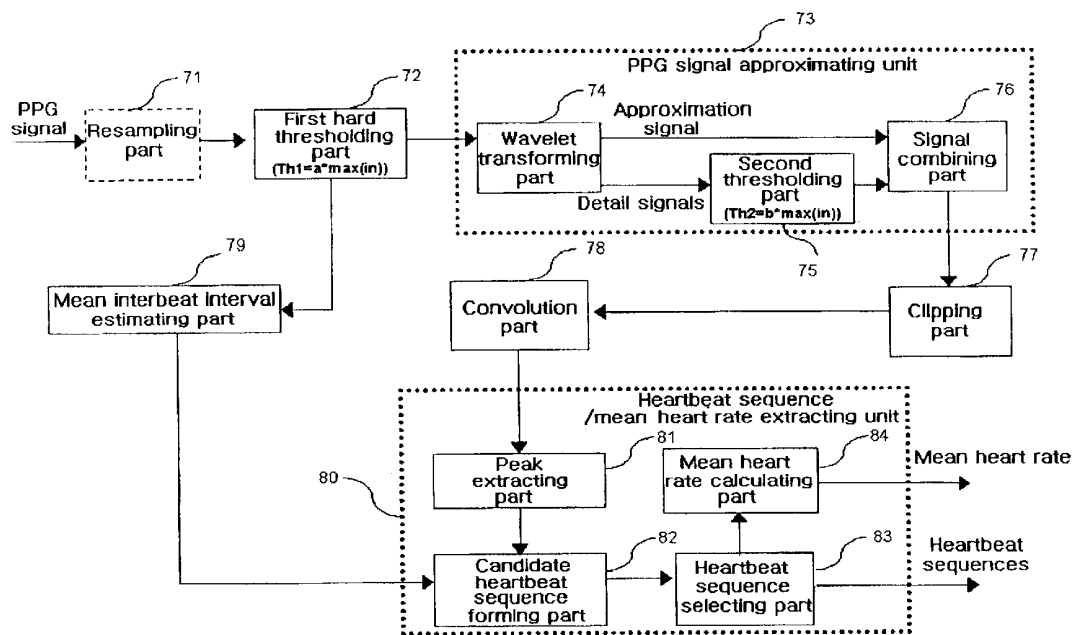 73
PPG signal approximating unit
71
72
74
76
PPG
signal
Resampling
part
First hard
thresholding
part
(Th1=a*max(in))
Wavelet
transforming
part
Approximation
signal
Detail signals
Second
thresholding
part
(Th2=b*max(in))
Signal
combining
part
75
79
78
77
Mean interbeat interval
estimating part
Convolution
part
Clipping
part
Heartbeat sequence
/mean heart rate extracting unit
80
81
84
Peak
extracting
part
Mean heart
rate calculating
part
Mean heart rate
82
83
Candidate
heartbeat
sequence
forming part
Heartbeat
sequence
selecting part
Heartbeat
sequences